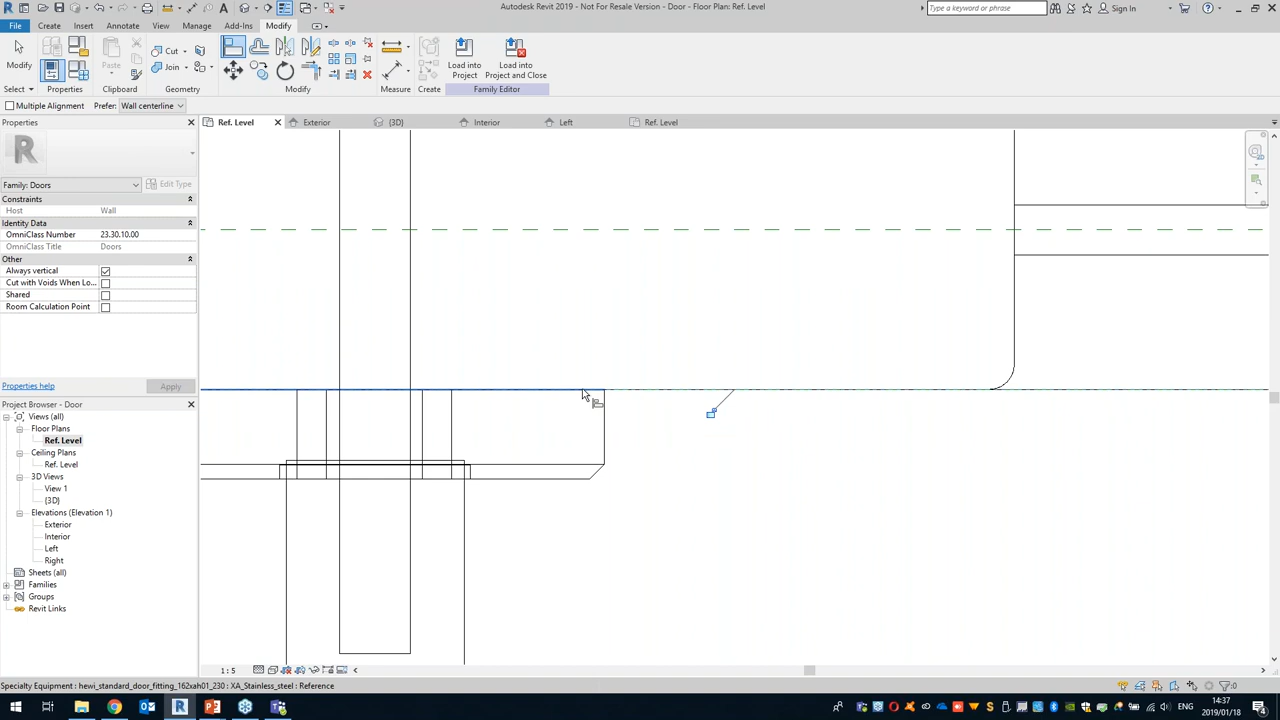 Autodesk Revit 2019 - Not For Resale Version - Door - Floor Plan: Ref. Level
Type a keyword or phrase
Sign In
File Create Insert Annotate View Manage Add-Ins Modify
Modify
Paste
Cut
Join
Load into Project
Load into Project and Close
Select Properties Clipboard Geometry Modify Measure Create Family Editor
Multiple Alignment Prefer: Wall centerline
Properties
Ref. Level Exterior {3D} Interior Left Ref. Level
R
Family: Doors Edit Type
Constraints
Host Wall
Identity Data
OmniClass Number 23.30.10.00
OmniClass Title Doors
Other
Always vertical
Cut with Voids When Lo...
Shared
Room Calculation Point
Properties help Apply
Project Browser - Door
Views (all)
Floor Plans
Ref. Level
Ceiling Plans
Ref. Level
3D Views
View 1
{3D}
Elevations (Elevation 1)
Exterior
Interior
Left
Right
Sheets (all)
Families
Groups
Revit Links
1 : 5
Specialty Equipment : hewi_standard_door_fitting_162xah01_230 : XA_Stainless_steel : Reference
:0
ENG
14:37
2019/01/18